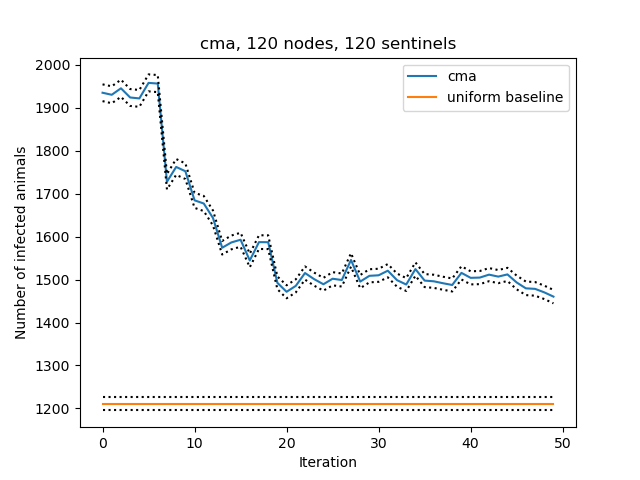 cma, 120 nodes, 120 sentinels
2000
1900
1800
1700
1600
1500
1400
1300
1200
Number of infected animals
cma
uniform baseline
0 10 20 30 40 50
Iteration